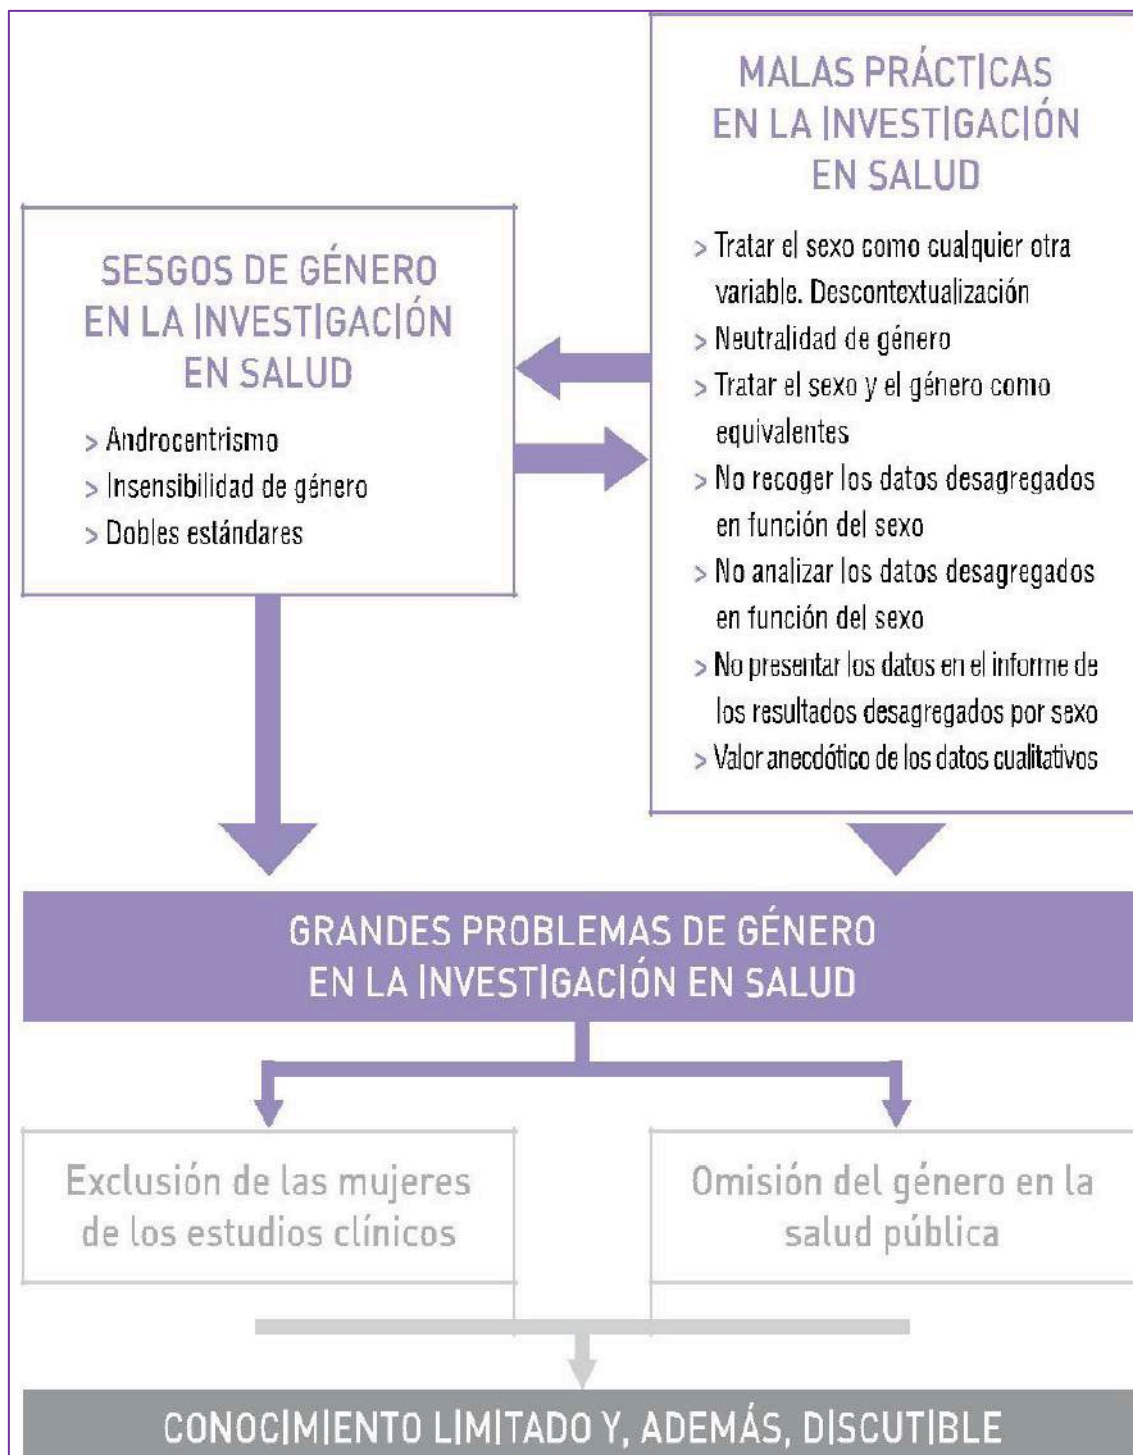 MALAS PRÁCTICAS
EN LA INVESTIGACIÓN
EN SALUD
> Tratar el sexo como cualquier otra
variable. Descontextualización
> Neutralidad de género
> Tratar el sexo y el género como
equivalentes
> No recoger los datos desagregados
en función del sexo
> No analizar los datos desagregados
en función del sexo
> No presentar los datos en el informe de
los resultados desagregados por sexo
> Valor anecdótico de los datos cualitativos
SESGOS DE GÉNERO
EN LA INVESTIGACIÓN
EN SALUD
> Androcentrismo
> Insensibilidad de género
> Dobles estándares
GRANDES PROBLEMAS DE GÉNERO
EN LA INVESTIGACIÓN EN SALUD
Exclusión de las mujeres
de los estudios clínicos
Omisión del género en la
salud pública
CONOCIMIENTO LIMITADO Y, ADEMÁS, DISCUTIBLE